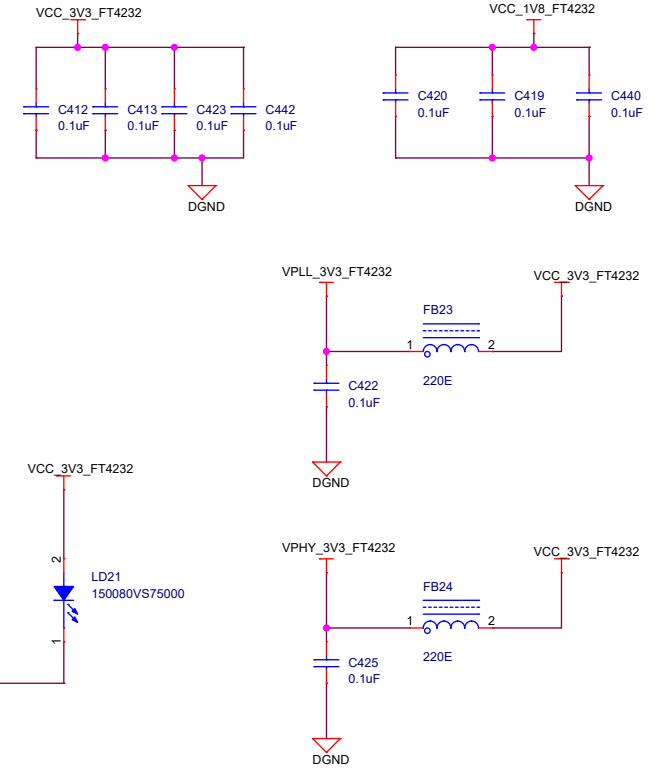 VCC_3V3_FT4232
VCC_1V8_FT4232
C412
0.1uF
C413
0.1uF
C423
0.1uF
C442
0.1uF
C420
0.1uF
C419
0.1uF
C440
0.1uF
DGND
DGND
VPLL_3V3_FT4232
VCC_3V3_FT4232
FB23
1
2
220E
C422
0.1uF
DGND
VCC_3V3_FT4232
2
LD21
150080VS75000
1
VPHY_3V3_FT4232
VCC_3V3_FT4232
FB24
1
2
220E
C425
0.1uF
DGND